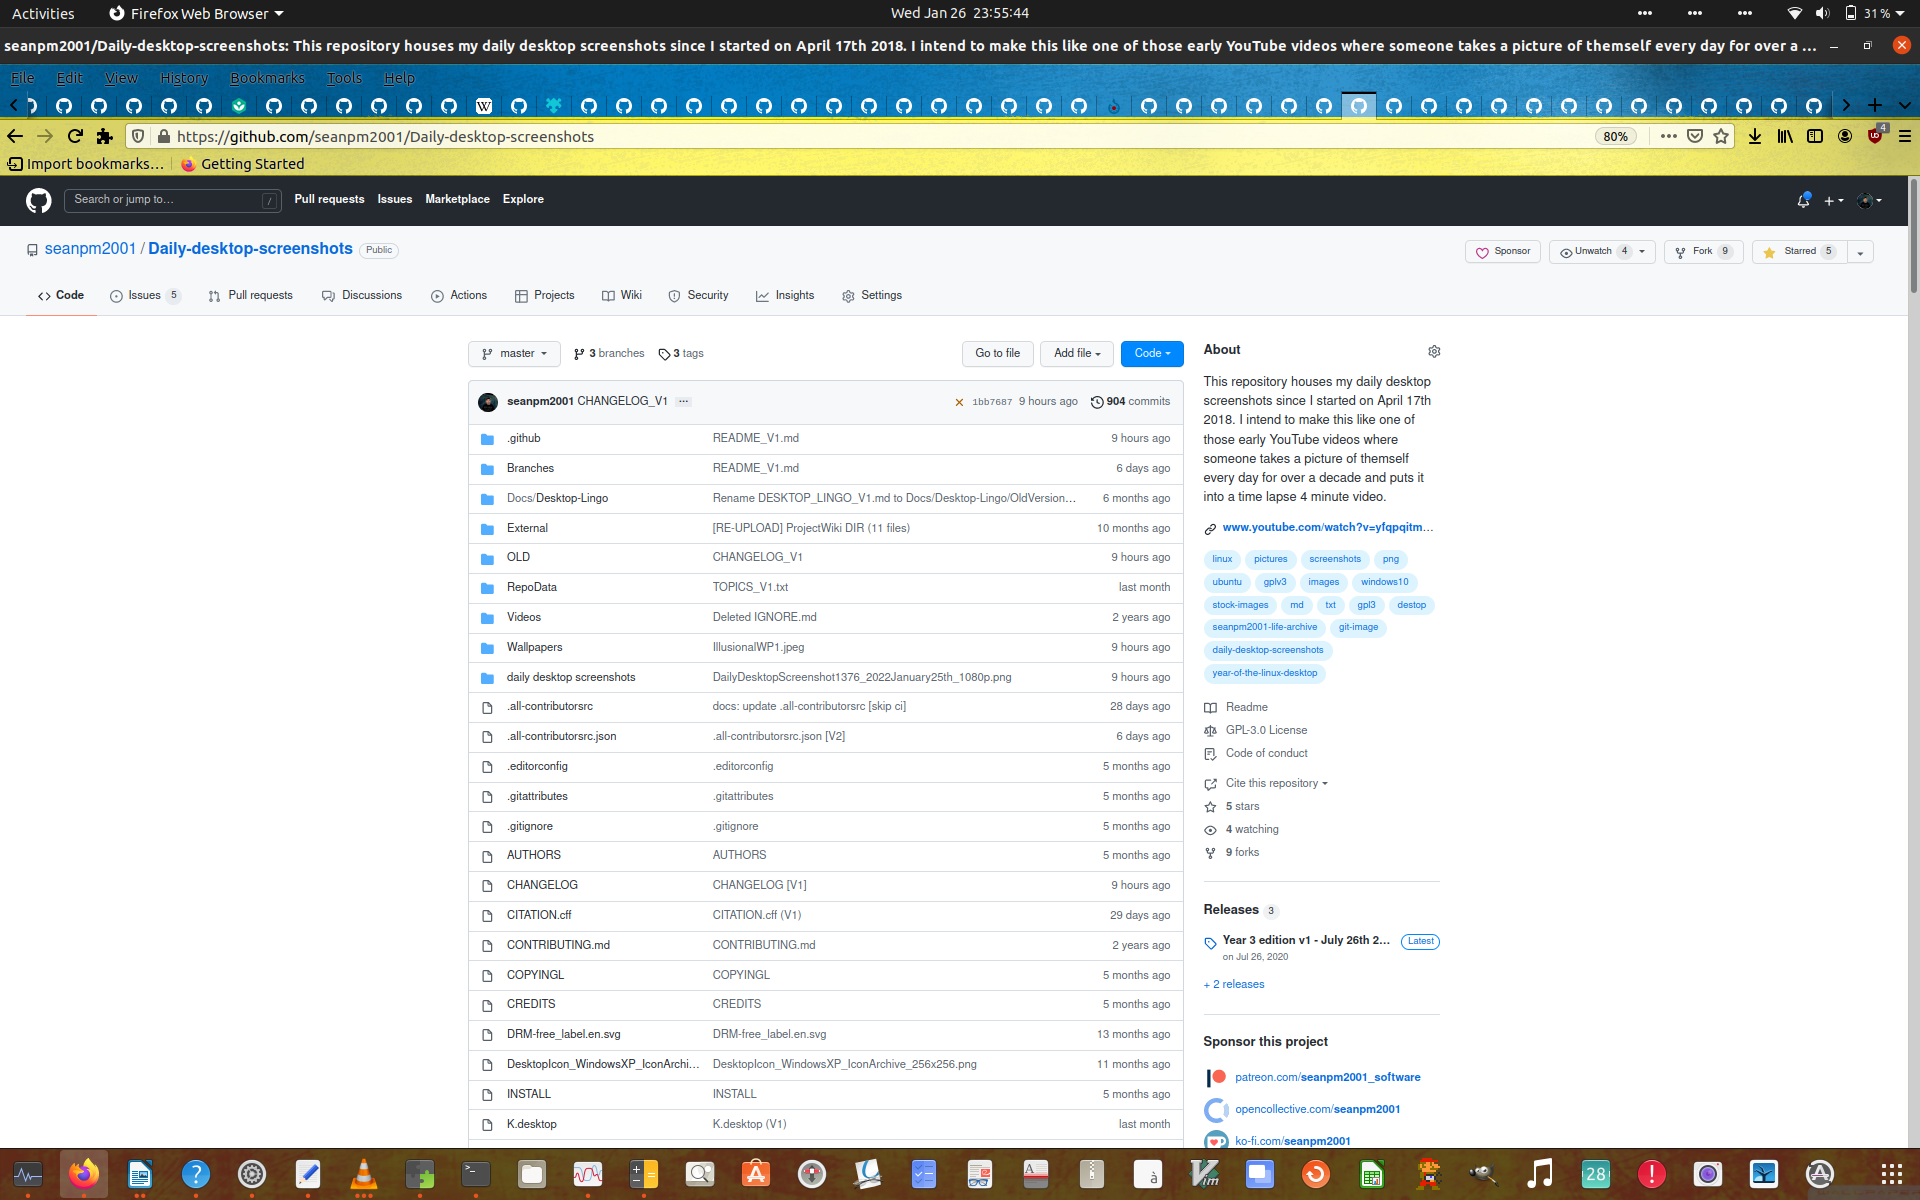 Activities Firefox Web Browser Wed Jan 26 23:55:44 31 %
seanpm2001/Daily-desktop-screenshots: This repository houses my daily desktop screenshots since I started on April 17th 2018. I intend to make this like one of those early YouTube videos where someone takes a picture of themself every day for over a …
File Edit View History Bookmarks Tools Help
https://github.com/seanpm2001/Daily-desktop-screenshots 80% 4
Import bookmarks… Getting Started
Search or jump to… / Pull requests Issues Marketplace Explore
seanpm2001 / Daily-desktop-screenshots Public Sponsor Unwatch 4 Fork 9 Starred 5
Code Issues 5 Pull requests Discussions Actions Projects Wiki Security Insights Settings
master 3 branches 3 tags Go to file Add file Code
seanpm2001 CHANGELOG_V1 … 1bb7687 9 hours ago 904 commits
.github README_V1.md 9 hours ago
Branches README_V1.md 6 days ago
Docs/Desktop-Lingo Rename DESKTOP_LINGO_V1.md to Docs/Desktop-Lingo/OldVersion… 6 months ago
External [RE-UPLOAD] ProjectWiki DIR (11 files) 10 months ago
OLD CHANGELOG_V1 9 hours ago
RepoData TOPICS_V1.txt last month
Videos Deleted IGNORE.md 2 years ago
Wallpapers IllusionalWP1.jpeg 9 hours ago
daily desktop screenshots DailyDesktopScreenshot1376_2022January25th_1080p.png 9 hours ago
.all-contributorsrc docs: update .all-contributorsrc [skip ci] 28 days ago
.all-contributorsrc.json .all-contributorsrc.json [V2] 6 days ago
.editorconfig .editorconfig 5 months ago
.gitattributes .gitattributes 5 months ago
.gitignore .gitignore 5 months ago
AUTHORS AUTHORS 5 months ago
CHANGELOG CHANGELOG [V1] 9 hours ago
CITATION.cff CITATION.cff (V1) 29 days ago
CONTRIBUTING.md CONTRIBUTING.md 2 years ago
COPYINGL COPYINGL 5 months ago
CREDITS CREDITS 5 months ago
DRM-free_label.en.svg DRM-free_label.en.svg 13 months ago
DesktopIcon_WindowsXP_IconArchi… DesktopIcon_WindowsXP_IconArchive_256x256.png 11 months ago
INSTALL INSTALL 5 months ago
K.desktop K.desktop (V1) last month
About
This repository houses my daily desktop
screenshots since I started on April 17th
2018. I intend to make this like one of
those early YouTube videos where
someone takes a picture of themself
every day for over a decade and puts it
into a time lapse 4 minute video.
www.youtube.com/watch?v=yfqpqitm…
linux pictures screenshots png
ubuntu gplv3 images windows10
stock-images md txt gpl3 destop
seanpm2001-life-archive git-image
daily-desktop-screenshots
year-of-the-linux-desktop
Readme
GPL-3.0 License
Code of conduct
Cite this repository
5 stars
4 watching
9 forks
Releases 3
Year 3 edition v1 - July 26th 2… Latest
on Jul 26, 2020
+ 2 releases
Sponsor this project
patreon.com/seanpm2001_software
opencollective.com/seanpm2001
ko-fi.com/seanpm2001
28